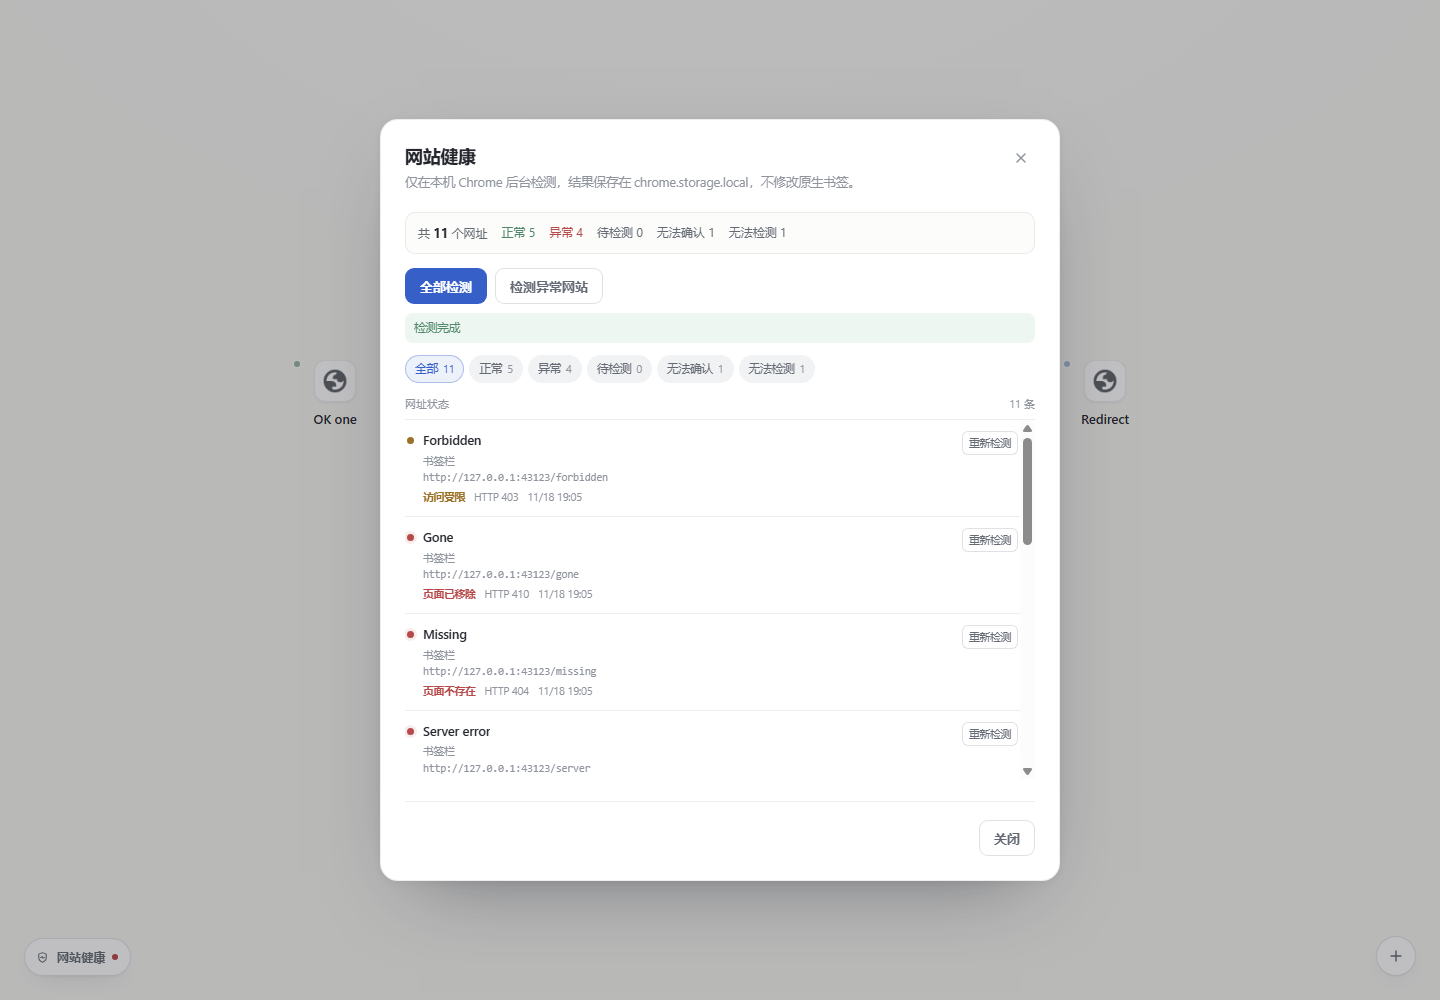 网站健康
仅在本机 Chrome 后台检测，结果保存在 chrome.storage.local，不修改原生书签。
共 11 个网址 正常 5 异常 4 待检测 0 无法确认 1 无法检测 1
全部检测 检测异常网站
检测完成
全部 11 正常 5 异常 4 待检测 0 无法确认 1 无法检测 1
网址状态 11 条
Forbidden 重新检测
书签栏
http://127.0.0.1:43123/forbidden
访问受限 HTTP 403 11/18 19:05
Gone 重新检测
书签栏
http://127.0.0.1:43123/gone
页面已移除 HTTP 410 11/18 19:05
Missing 重新检测
书签栏
http://127.0.0.1:43123/missing
页面不存在 HTTP 404 11/18 19:05
Server error 重新检测
书签栏
http://127.0.0.1:43123/server
关闭
OK one
Redirect
网站健康